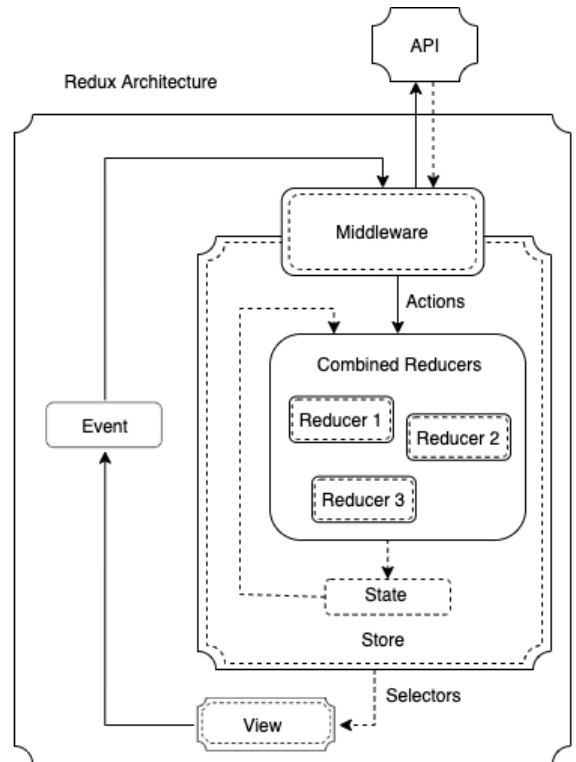 API
Redux Architecture
Middleware
Actions
Combined Reducers
Reducer 1
Reducer 2
Reducer 3
Event
State
Store
Selectors
View